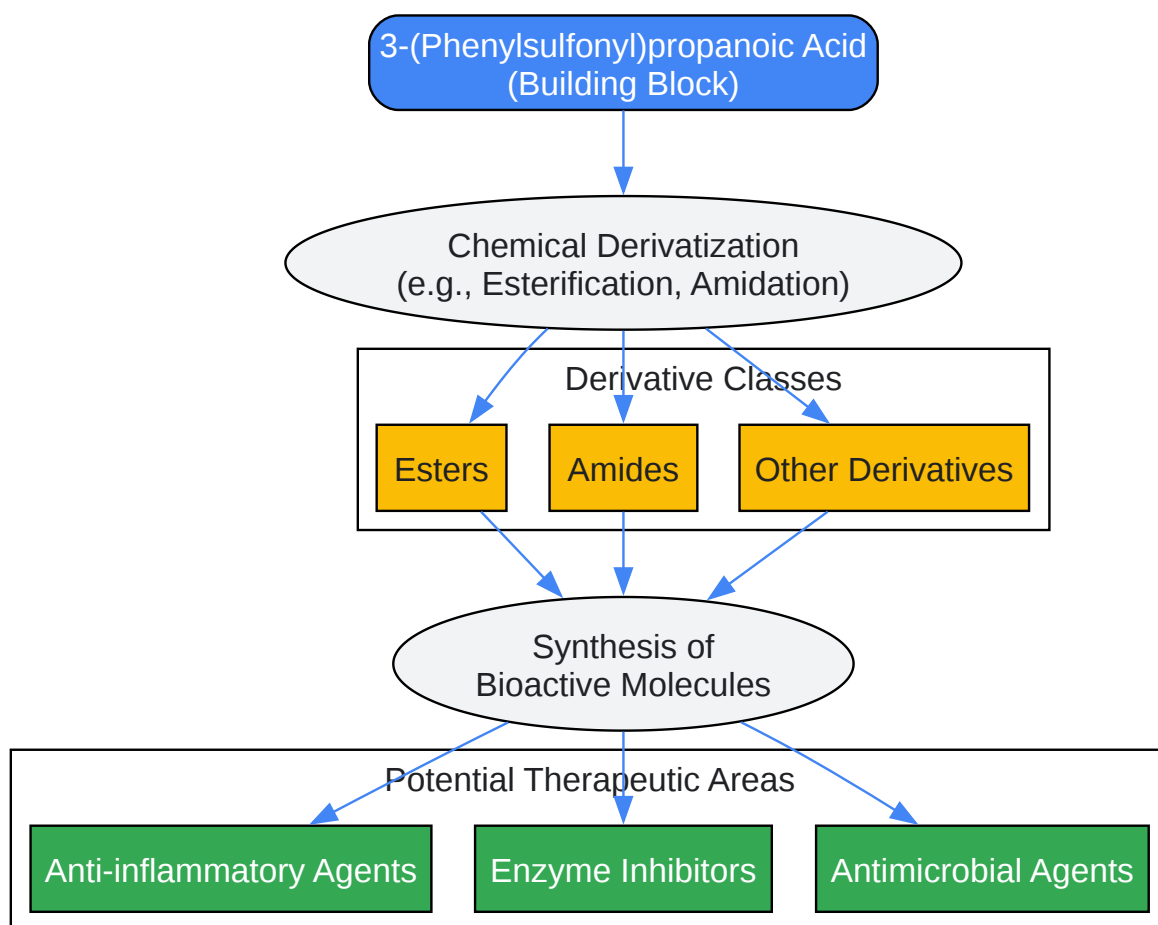 3-(Phenylsulfonyl)propanoic Acid
(Building Block)
Chemical Derivatization
(e.g., Esterification, Amidation)
Derivative Classes
Esters
Amides
Other Derivatives
Synthesis of
Bioactive Molecules
Potential Therapeutic Areas
Anti-inflammatory Agents
Enzyme Inhibitors
Antimicrobial Agents